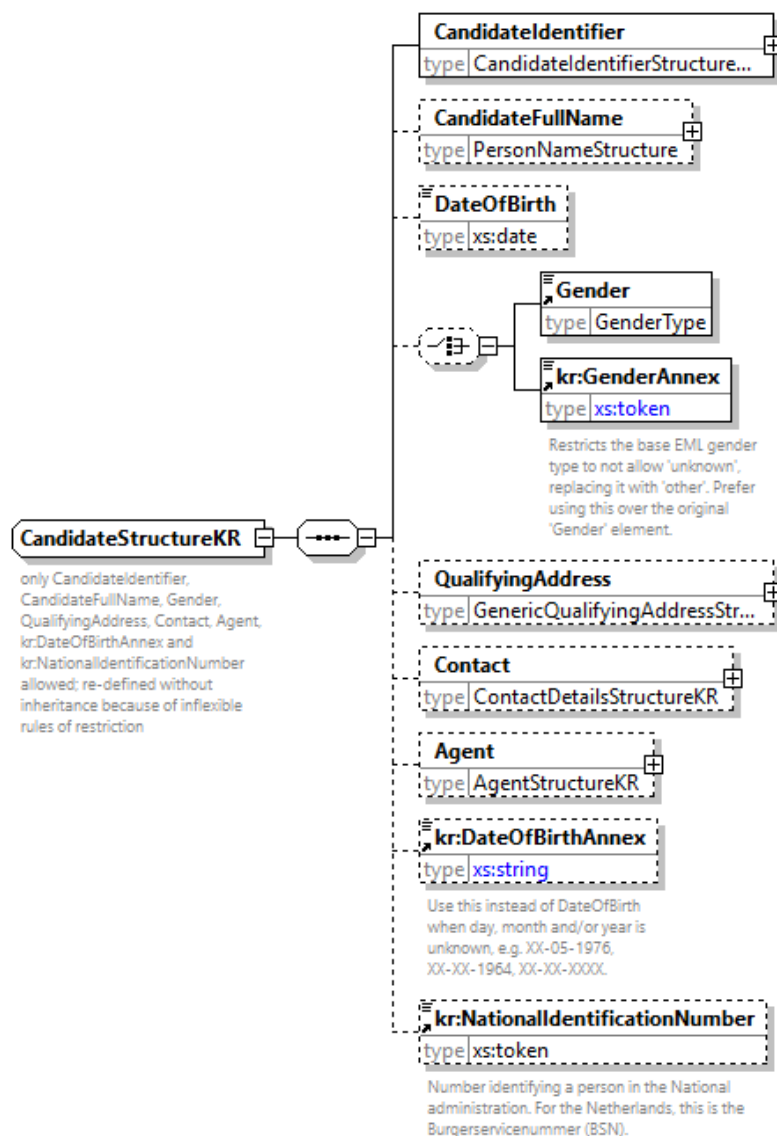 CandidateIdentifier
type CandidateIdentifierStructure...
CandidateFullName
type PersonNameStructure
DateOfBirth
type xs:date
Gender
type GenderType
kr:GenderAnnex
type xs:token
Restricts the base EML gender
type to not allow 'unknown',
replacing it with 'other'. Prefer
using this over the original
'Gender' element.
CandidateStructureKR
only CandidateIdentifier,
CandidateFullName, Gender,
QualifyingAddress, Contact, Agent,
kr:DateOfBirthAnnex and
kr:NationalIdentificationNumber
allowed; re-defined without
inheritance because of inflexible
rules of restriction
QualifyingAddress
type GenericQualifyingAddressStr...
Contact
type ContactDetailsStructureKR
Agent
type AgentStructureKR
kr:DateOfBirthAnnex
type xs:string
Use this instead of DateOfBirth
when day, month and/or year is
unknown, e.g. XX-05-1976,
XX-XX-1964, XX-XX-XXXX.
kr:NationalIdentificationNumber
type xs:token
Number identifying a person in the National
administration. For the Netherlands, this is the
Burgerservicenummer (BSN).